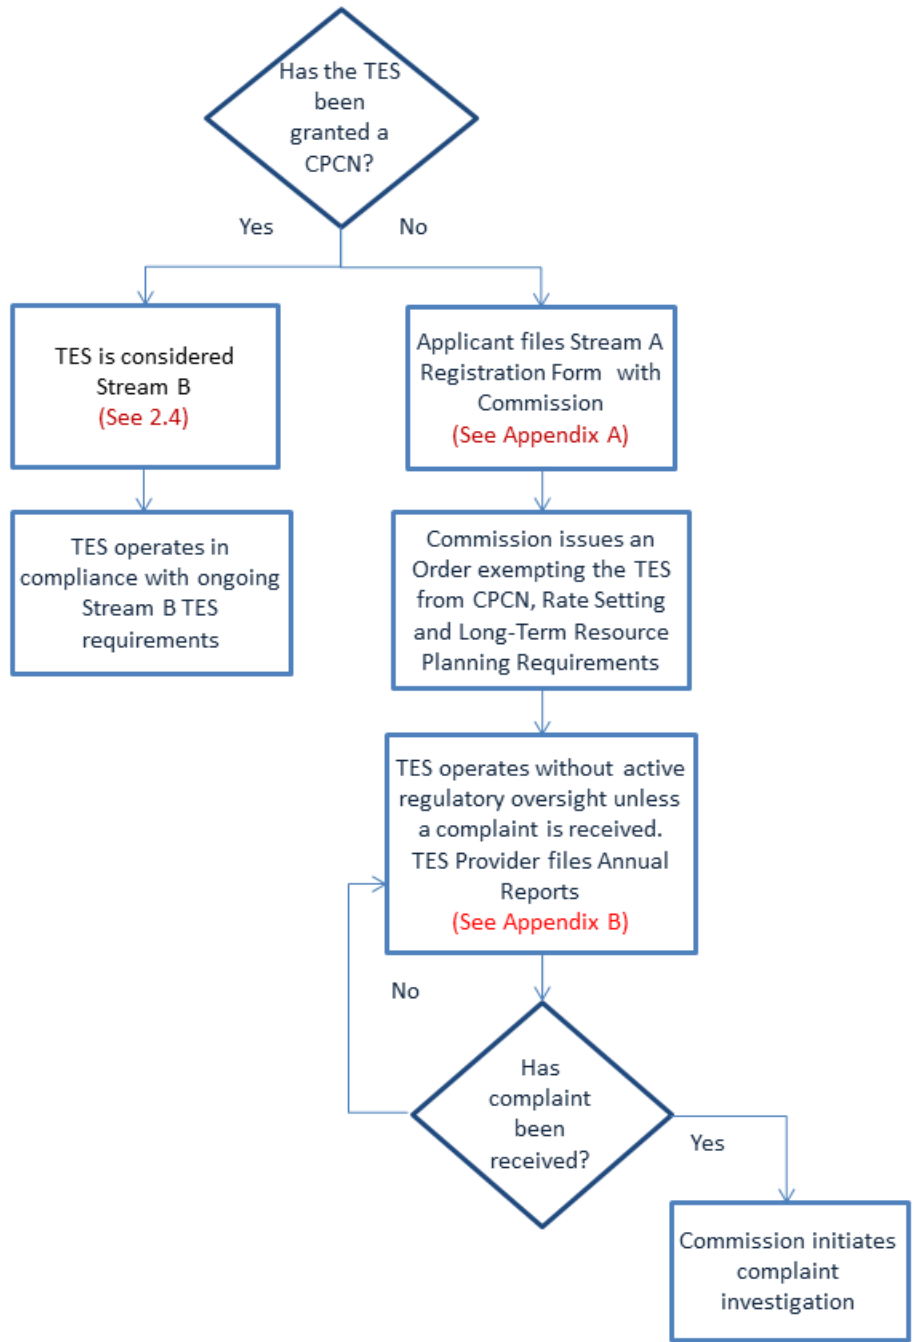 Has the TES
been
granted a
CPCN?
Yes
No
TES is considered
Stream B
(See 2.4)
Applicant files Stream A
Registration Form with
Commission
(See Appendix A)
TES operates in
compliance with ongoing
Stream B TES
requirements
Commission issues an
Order exempting the TES
from CPCN, Rate Setting
and Long-Term Resource
Planning Requirements
TES operates without active
regulatory oversight unless
a complaint is received.
TES Provider files Annual
Reports
(See Appendix B)
No
Has
complaint
been
received?
Yes
Commission initiates
complaint
investigation